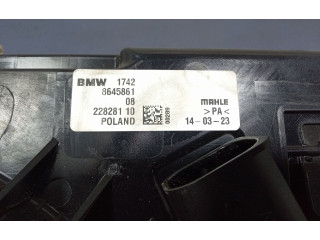 BMW 1742
8645861
08
228281 10
POLAND
MAHLE
>PA<
14-03-23